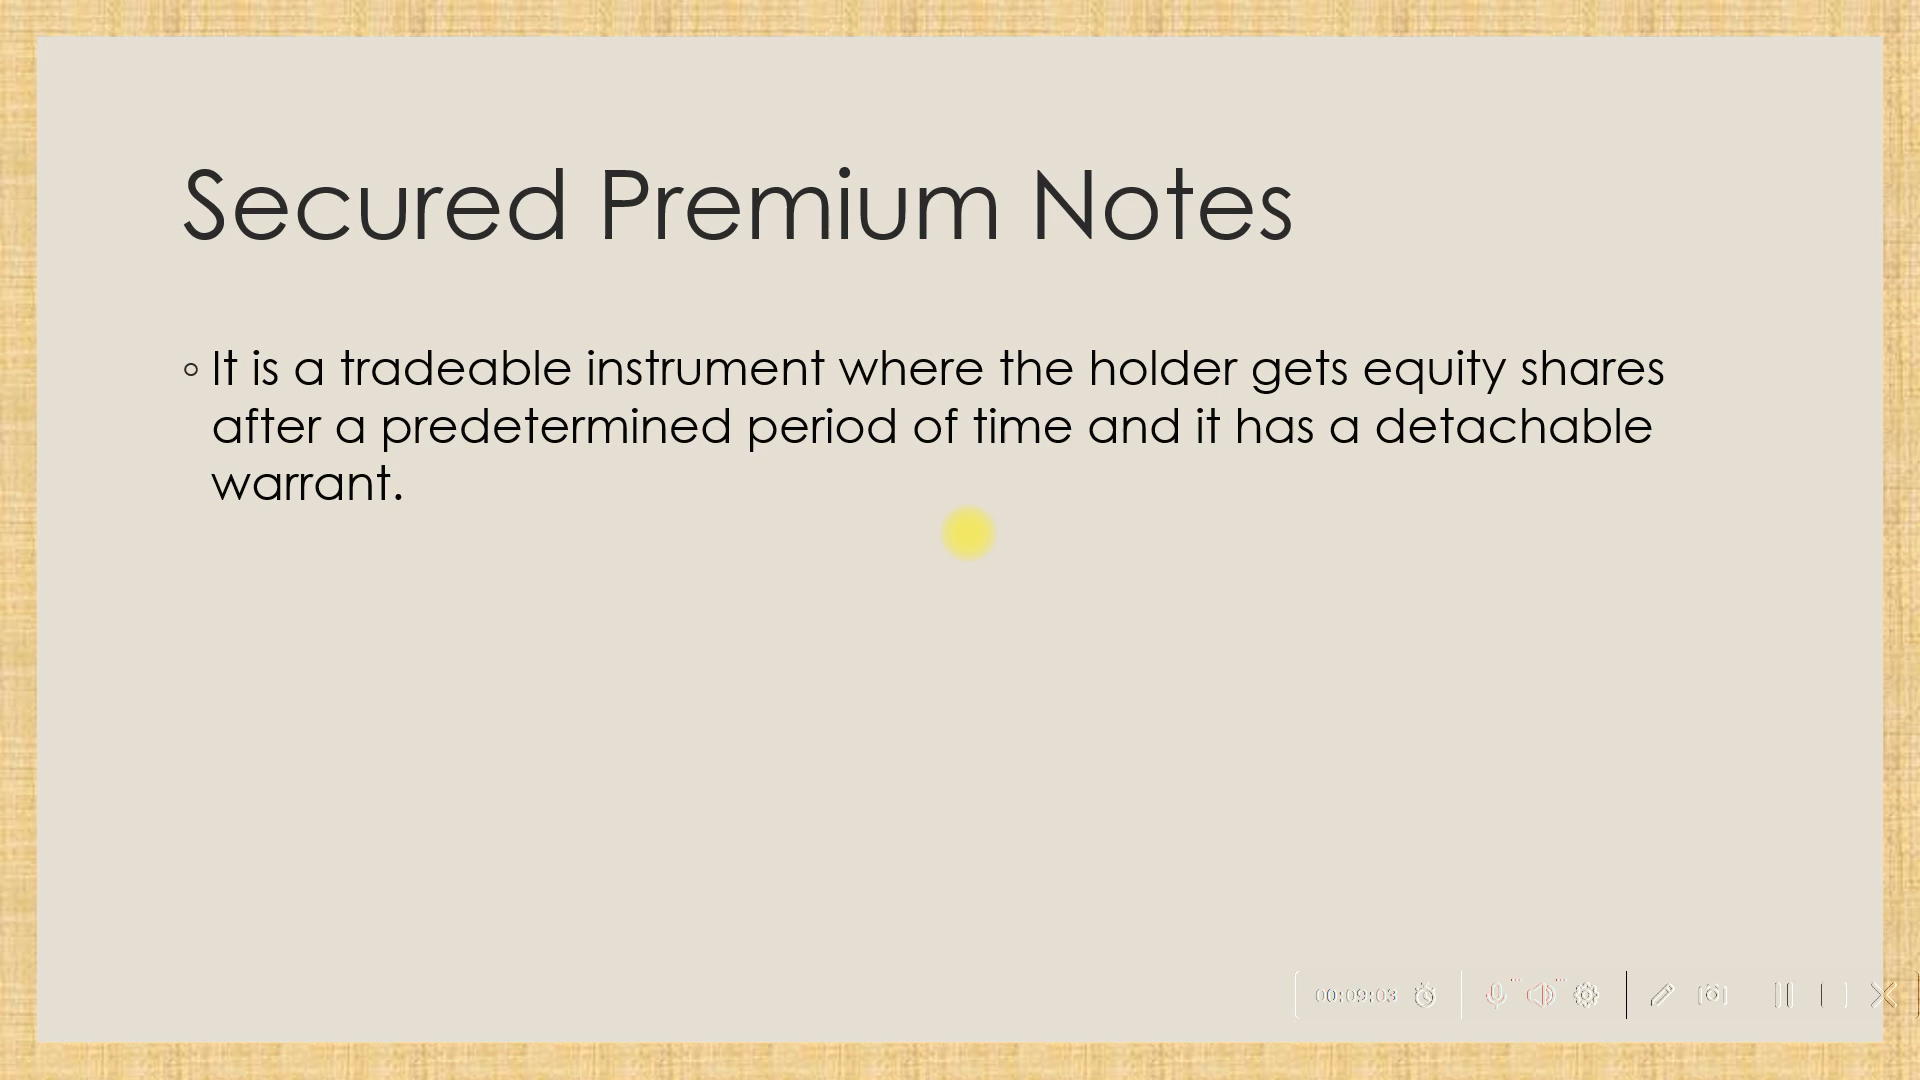 Secured Premium Notes
◦ It is a tradeable instrument where the holder gets equity shares
after a predetermined period of time and it has a detachable
warrant.
00:09:03